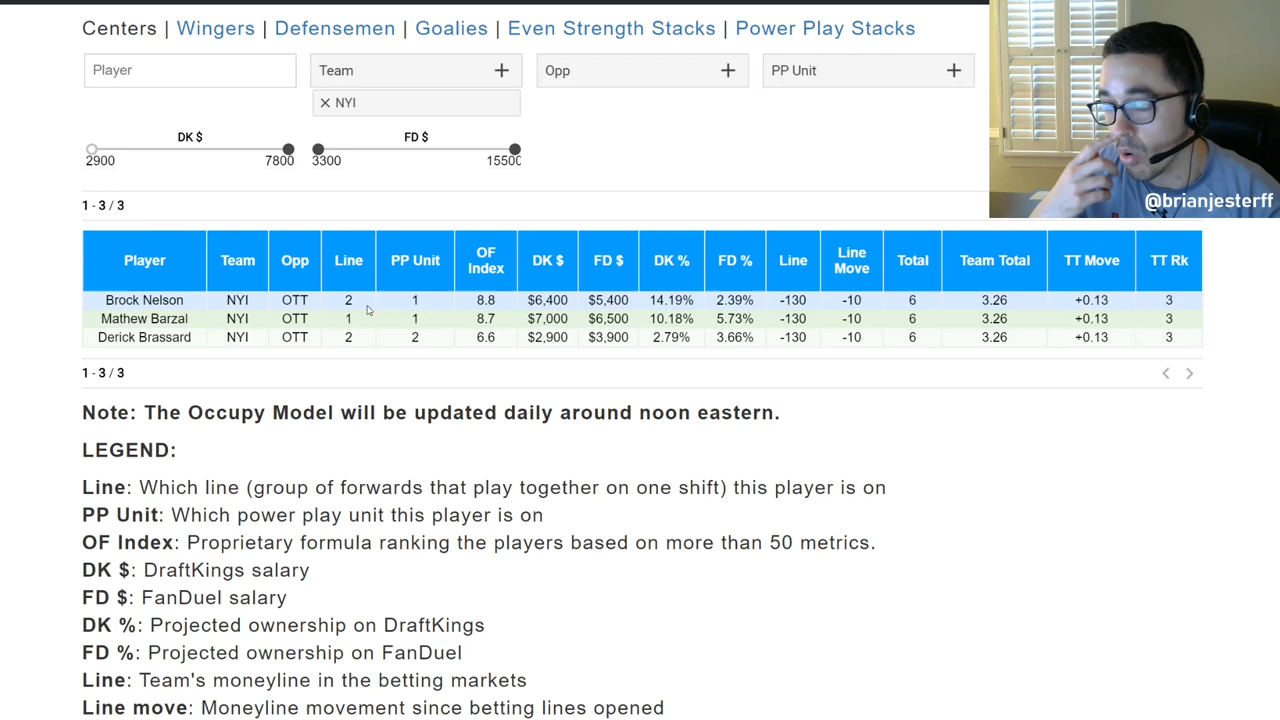 Centers | Wingers | Defensemen | Goalies | Even Strength Stacks | Power Play Stacks
Player Team + Opp + PP Unit +
× NYI
DK $ FD $
2900 7800 3300 15500
@brianjesterff
1 - 3 / 3
Player Team Opp Line PP Unit OF Index DK $ FD $ DK % FD % Line Line Move Total Team Total TT Move TT Rk
Brock Nelson NYI OTT 2 1 8.8 $6,400 $5,400 14.19% 2.39% -130 -10 6 3.26 +0.13 3
Mathew Barzal NYI OTT 1 1 8.7 $7,000 $6,500 10.18% 5.73% -130 -10 6 3.26 +0.13 3
Derick Brassard NYI OTT 2 2 6.6 $2,900 $3,900 2.79% 3.66% -130 -10 6 3.26 +0.13 3
1 - 3 / 3
Note: The Occupy Model will be updated daily around noon eastern.
LEGEND:
Line: Which line (group of forwards that play together on one shift) this player is on
PP Unit: Which power play unit this player is on
OF Index: Proprietary formula ranking the players based on more than 50 metrics.
DK $: DraftKings salary
FD $: FanDuel salary
DK %: Projected ownership on DraftKings
FD %: Projected ownership on FanDuel
Line: Team's moneyline in the betting markets
Line move: Moneyline movement since betting lines opened